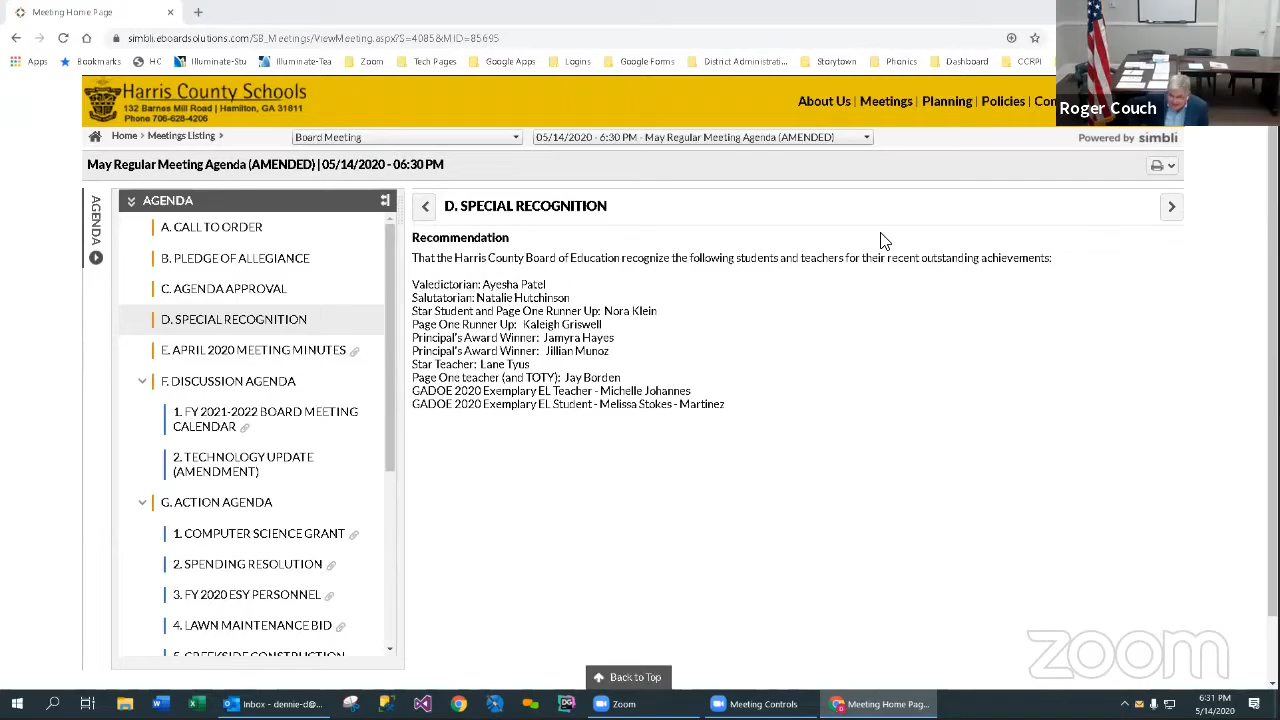 Meeting Home Page
simbli.eboardsolutions.com/SB_Meetings/ViewMeeting.aspx?S=4085&MID=85695
Apps
Bookmarks
Illuminate-Stu
Illuminate-Tea
Zoom
Tech Pages
Google Apps
Logins
Google Forms
District Administrati...
Storytown
Phonics
Dashboard
CCRPI
Harris County Schools
132 Barnes Mill Road | Hamilton, GA 31811
Phone 706-628-4206
About Us | Meetings | Planning | Policies |
Roger Couch
Home
Meetings Listing
Board Meeting
05/14/2020 - 6:30 PM - May Regular Meeting Agenda (AMENDED)
Powered by simbli
May Regular Meeting Agenda (AMENDED) | 05/14/2020 - 06:30 PM
AGENDA
AGENDA
A. CALL TO ORDER
B. PLEDGE OF ALLEGIANCE
C. AGENDA APPROVAL
D. SPECIAL RECOGNITION
E. APRIL 2020 MEETING MINUTES
F. DISCUSSION AGENDA
1. FY 2021-2022 BOARD MEETING
CALENDAR
2. TECHNOLOGY UPDATE
(AMENDMENT)
G. ACTION AGENDA
1. COMPUTER SCIENCE GRANT
2. SPENDING RESOLUTION
3. FY 2020 ESY PERSONNEL
4. LAWN MAINTENANCE BID
5. CREEKSIDE CONSTRUCTION
D. SPECIAL RECOGNITION
Recommendation
That the Harris County Board of Education recognize the following students and teachers for their recent outstanding achievements:
Valedictorian: Ayesha Patel
Salutatorian: Natalie Hutchinson
Star Student and Page One Runner Up: Nora Klein
Page One Runner Up: Kaleigh Griswell
Principal's Award Winner: Jamyra Hayes
Principal's Award Winner: Jillian Munoz
Star Teacher: Lane Tyus
Page One teacher (and TOTY): Jay Borden
GADOE 2020 Exemplary EL Teacher - Michelle Johannes
GADOE 2020 Exemplary EL Student - Melissa Stokes - Martinez
zoom
Back to Top
Inbox - dennie-d@...
Zoom
Meeting Controls
Meeting Home Pag...
6:31 PM
5/14/2020